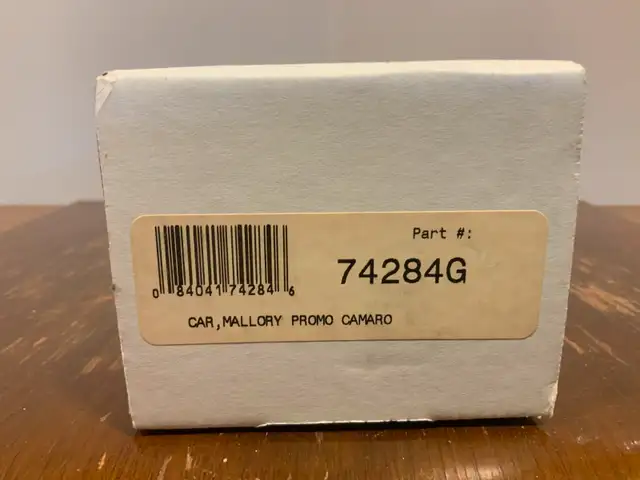 Part #:
74284G
0 84041 74284 6
CAR,MALLORY PROMO CAMARO